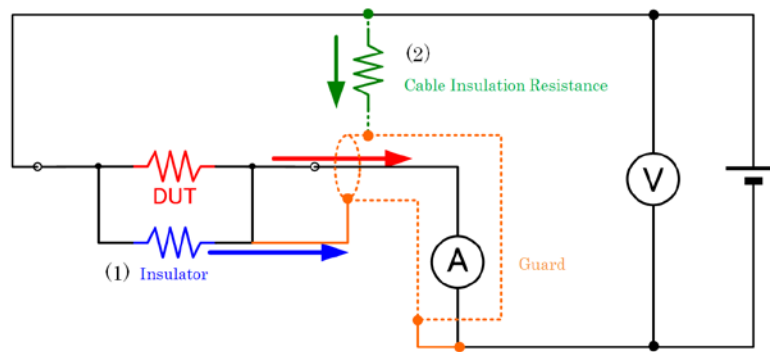 (2)
Cable Insulation Resistance
DUT
V
A
Guard
(1) Insulator